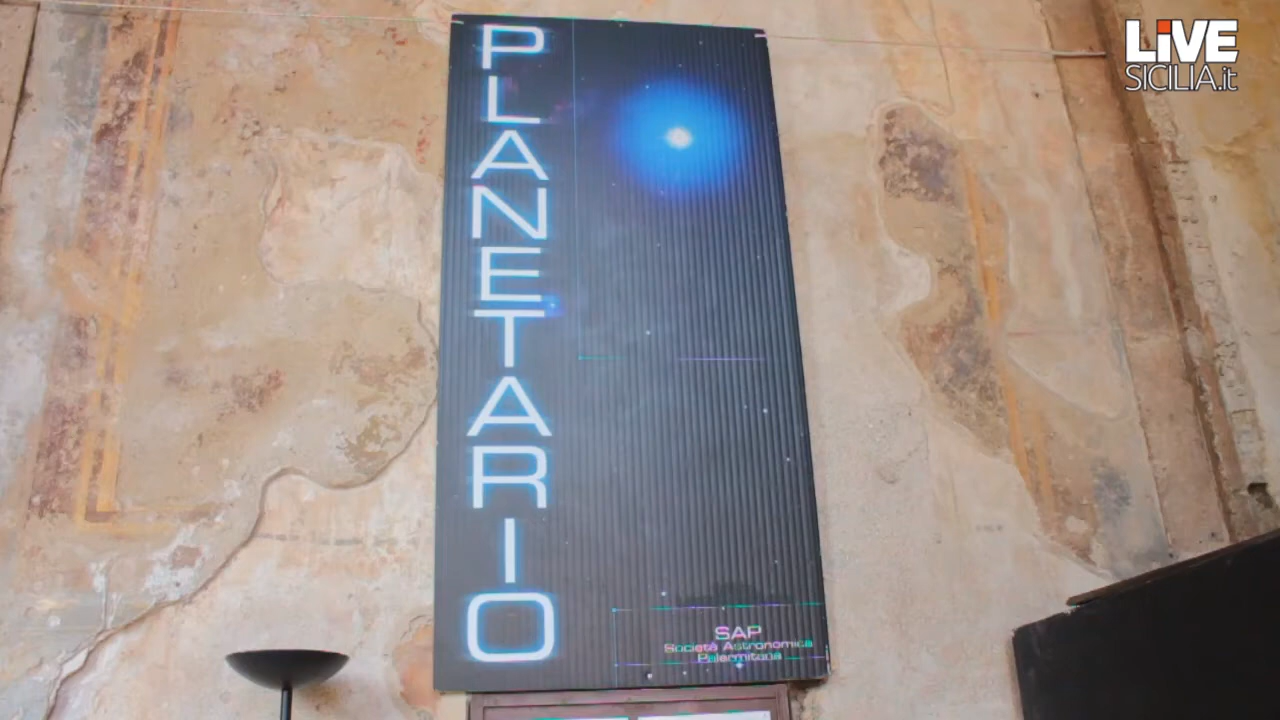 PLANETARIO
SAP
Società Astronomica
Palermitana
LiVE
SICILIA.it